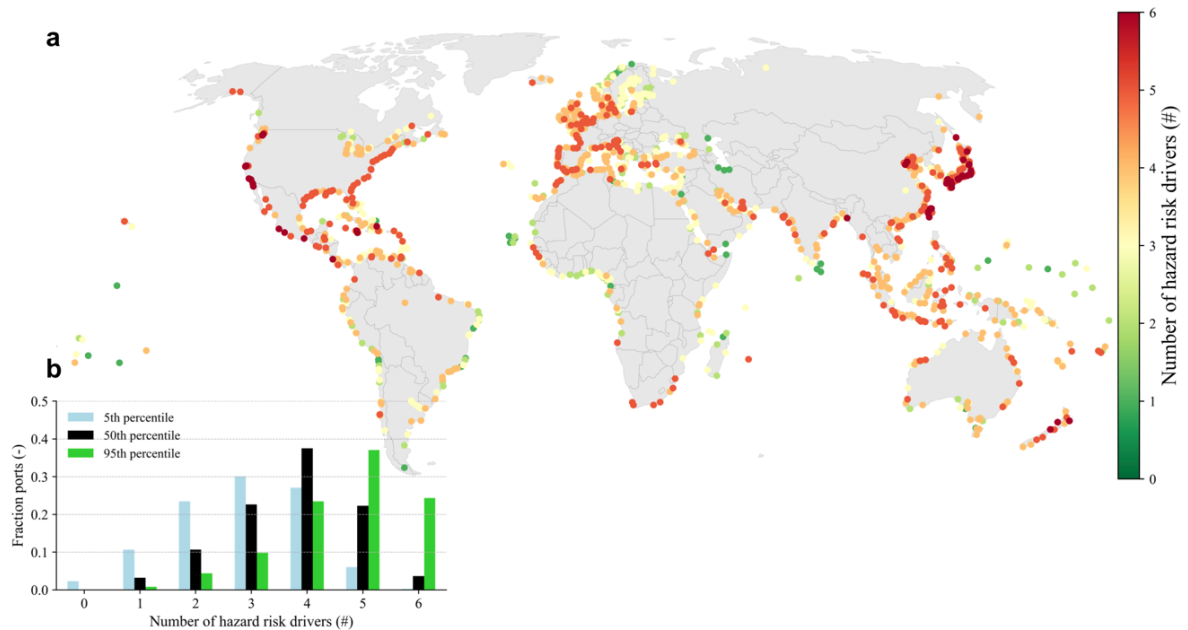 a
6
5
4
3
2
1
0
Number of hazard risk drivers (#)
b
0.5
0.4
0.3
0.2
0.1
0.0
Fraction ports (-)
5th percentile
50th percentile
95th percentile
0 1 2 3 4 5 6
Number of hazard risk drivers (#)